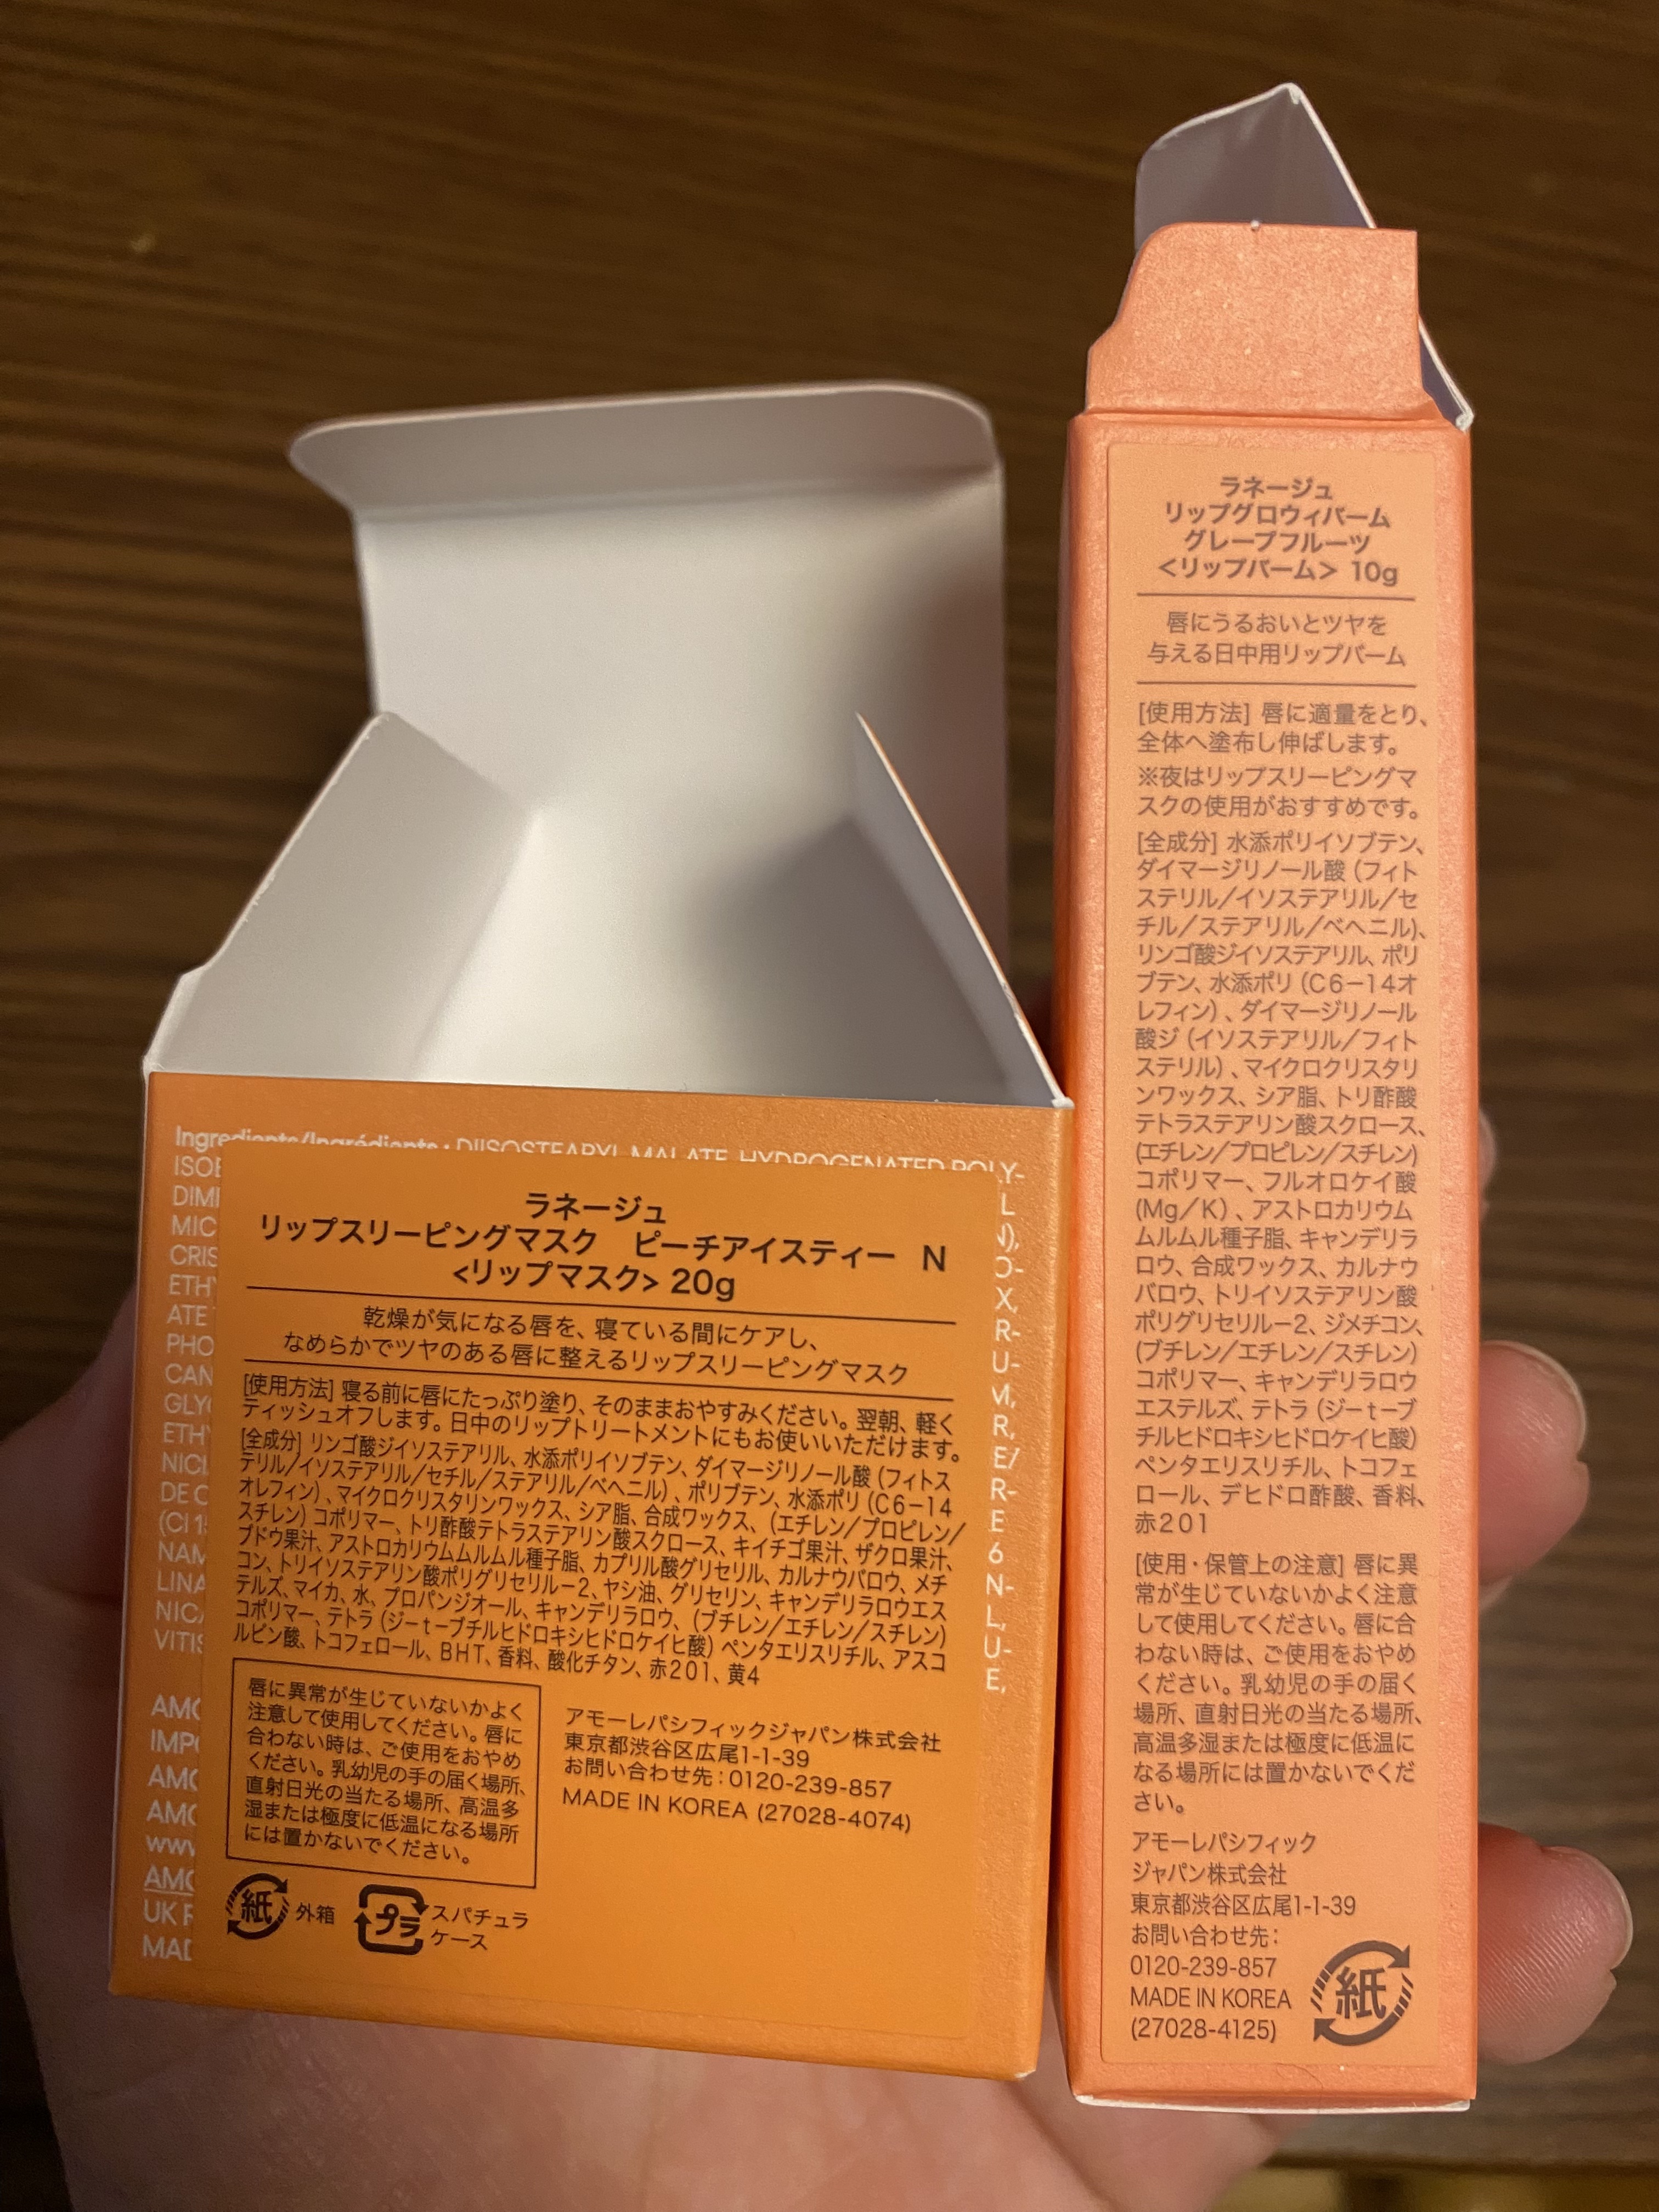 Ingredients/Ingrédients : DIISOSTEARYL MALATE, HYDROGENATED POLY-
ラネージュ
リップスリーピングマスク　ピーチアイスティー　N
<リップマスク> 20g
乾燥が気になる唇を、寝ている間にケアし、
なめらかでツヤのある唇に整えるリップスリーピングマスク
[使用方法] 寝る前に唇にたっぷり塗り、そのままおやすみください。翌朝、軽く
ティッシュオフします。日中のリップトリートメントにもお使いいただけます。
[全成分] リンゴ酸ジイソステアリル、水添ポリイソブテン、ダイマージリノール酸（フィトス
テリル／イソステアリル／セチル／ステアリル／ベヘニル）、ポリブテン、水添ポリ（C6－14
オレフィン）、マイクロクリスタリンワックス、シア脂、合成ワックス、（エチレン／プロピレン／
スチレン）コポリマー、トリ酢酸テトラステアリン酸スクロース、キイチゴ果汁、ザクロ果汁、
ブドウ果汁、アストロカリウムムルムル種子脂、カプリル酸グリセリル、カルナウバロウ、メチ
コン、トリイソステアリン酸ポリグリセリル－2、ヤシ油、グリセリン、キャンデリラロウエス
テルズ、マイカ、水、プロパンジオール、キャンデリラロウ、（ブチレン／エチレン／スチレン）
コポリマー、テトラ（ジーｔーブチルヒドロキシヒドロケイヒ酸）ペンタエリスリチル、アスコ
ルビン酸、トコフェロール、BHT、香料、酸化チタン、赤201、黄4
唇に異常が生じていないかよく
注意して使用してください。唇に
合わない時は、ご使用をおやめ
ください。乳幼児の手の届く場所、
直射日光の当たる場所、高温多
湿または極度に低温になる場所
には置かないでください。
アモーレパシフィックジャパン株式会社
東京都渋谷区広尾1-1-39
お問い合わせ先：0120-239-857
MADE IN KOREA (27028-4074)
紙 外箱
プラ スパチュラ
ケース
ラネージュ
リップグロウィバーム
グレープフルーツ
<リップバーム> 10g
唇にうるおいとツヤを
与える日中用リップバーム
[使用方法] 唇に適量をとり、
全体へ塗布し伸ばします。
※夜はリップスリーピングマ
スクの使用がおすすめです。
[全成分] 水添ポリイソブテン、
ダイマージリノール酸（フィト
ステリル／イソステアリル／セ
チル／ステアリル／ベヘニル）、
リンゴ酸ジイソステアリル、ポリ
ブテン、水添ポリ（C6－14オ
レフィン）、ダイマージリノール
酸ジ（イソステアリル／フィト
ステリル）、マイクロクリスタリ
ンワックス、シア脂、トリ酢酸
テトラステアリン酸スクロース、
(エチレン／プロピレン／スチレン)
コポリマー、フルオロケイ酸
(Mg／K）、アストロカリウム
ムルムル種子脂、キャンデリラ
ロウ、合成ワックス、カルナウ
バロウ、トリイソステアリン酸
ポリグリセリル－2、ジメチコン、
(ブチレン／エチレン／スチレン)
コポリマー、キャンデリラロウ
エステルズ、テトラ（ジーｔーブ
チルヒドロキシヒドロケイヒ酸）
ペンタエリスリチル、トコフェ
ロール、デヒドロ酢酸、香料、
赤201
[使用・保管上の注意] 唇に異
常が生じていないかよく注意
して使用してください。唇に合
わない時は、ご使用をおやめ
ください。乳幼児の手の届く
場所、直射日光の当たる場所、
高温多湿または極度に低温に
なる場所には置かないでくだ
さい。
アモーレパシフィック
ジャパン株式会社
東京都渋谷区広尾1-1-39
お問い合わせ先：
0120-239-857
MADE IN KOREA
(27028-4125)
紙